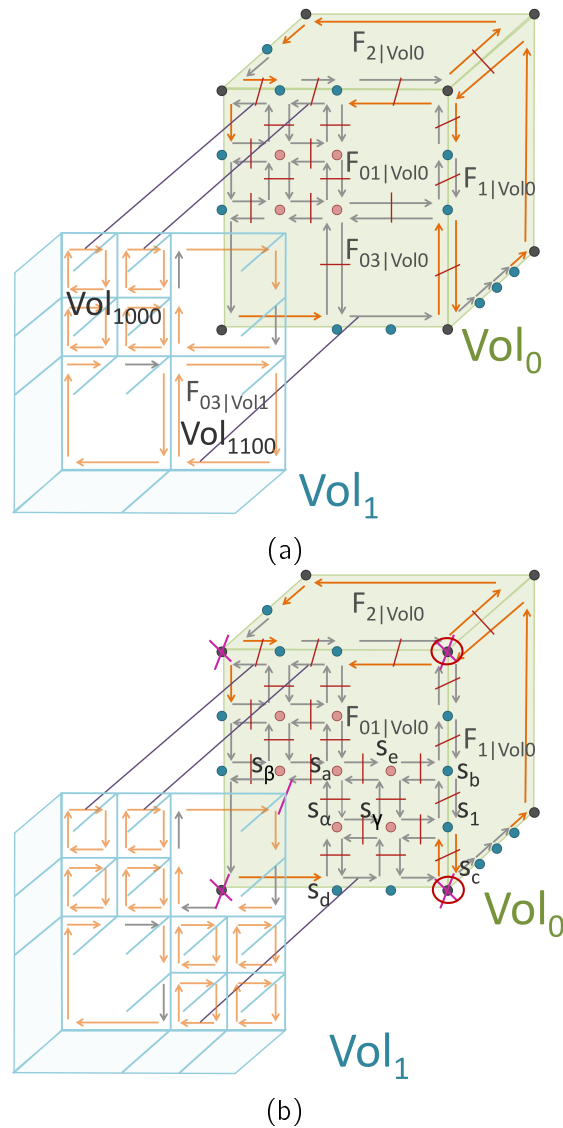 F2|Vol0
F01|Vol0
F1|Vol0
F03|Vol0
Vol1000
Vol0
F03|Vol1
Vol1100
Vol1
(a)
F2|Vol0
F01|Vol0
F1|Vol0
sβ sa se sb
sα sγ s1
sd sc
Vol0
Vol1
(b)